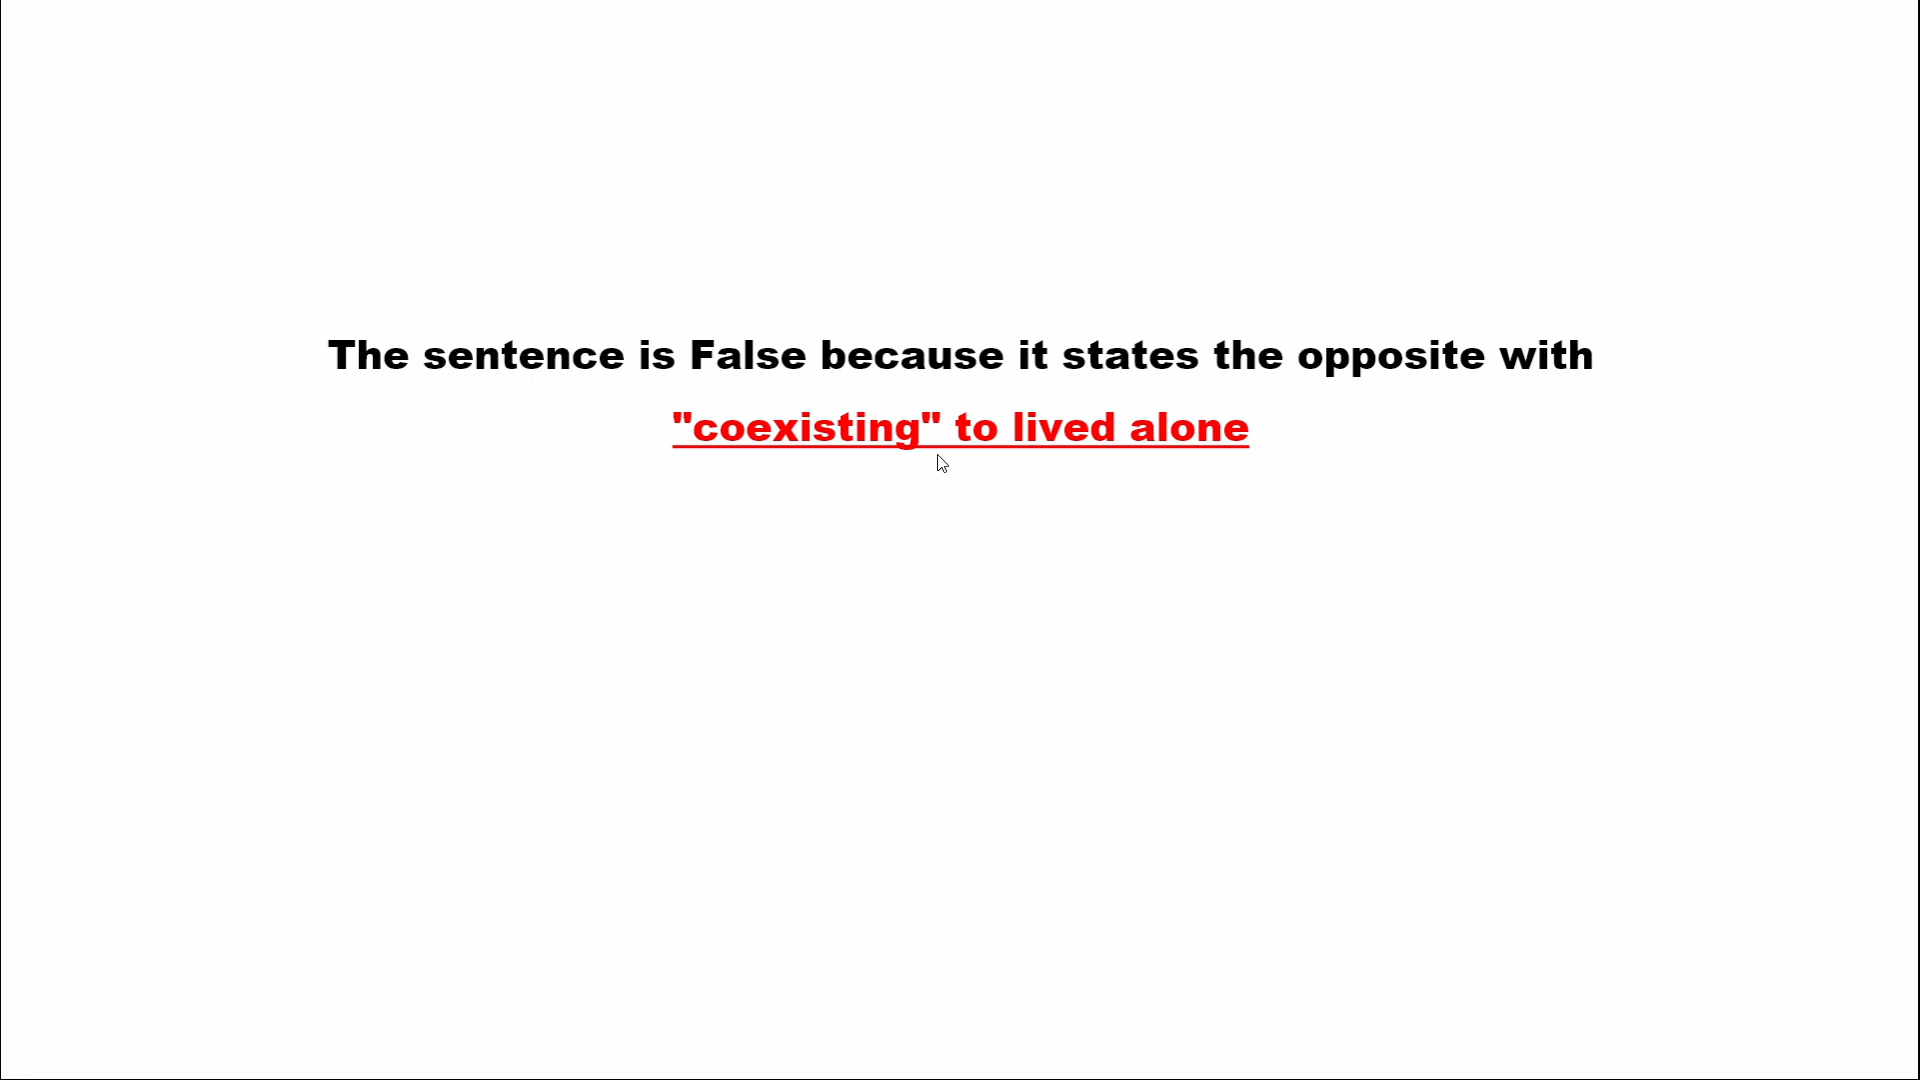 The sentence is False because it states the opposite with
"coexisting" to lived alone